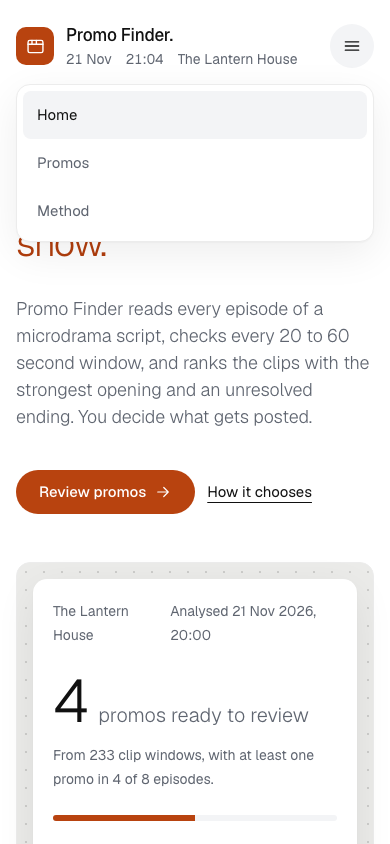 Promo Finder.
21 Nov 21:04 The Lantern House
Home
Promos
Method
show.
Promo Finder reads every episode of a
microdrama script, checks every 20 to 60
second window, and ranks the clips with the
strongest opening and an unresolved
ending. You decide what gets posted.
Review promos → How it chooses
The Lantern
House
Analysed 21 Nov 2026,
20:00
4 promos ready to review
From 233 clip windows, with at least one
promo in 4 of 8 episodes.